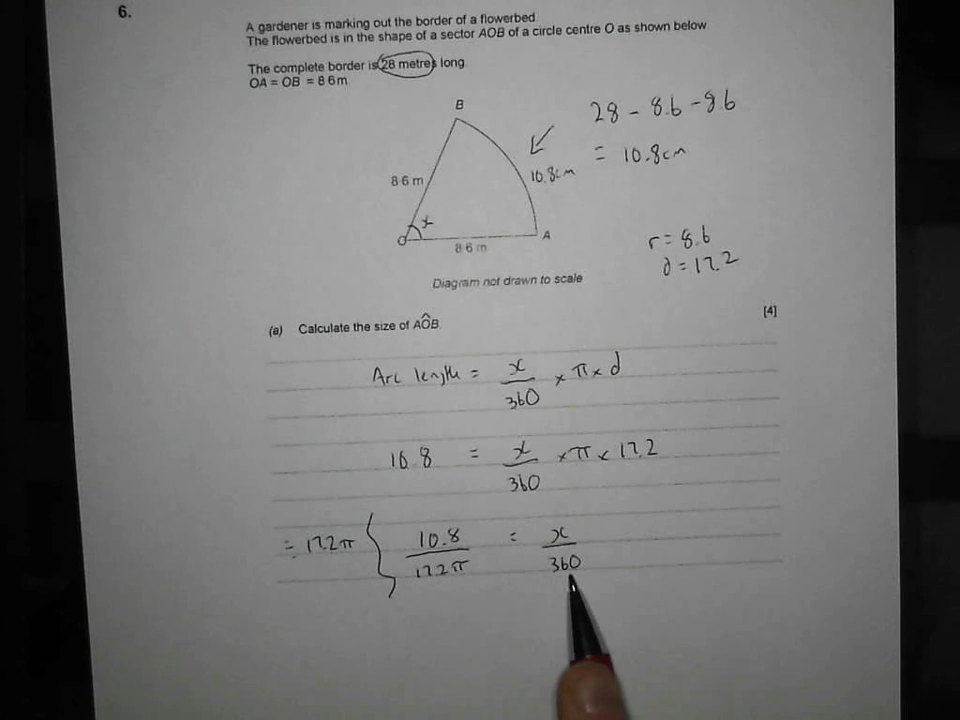 6.
A gardener is marking out the border of a flowerbed
The flowerbed is in the shape of a sector AOB of a circle centre O as shown below
The complete border is 28 metres long
OA = OB = 8 6 m
B
28 - 8.6 - 8.6
= 10.8cm
10.8cm
8 6 m
x
O
A
8 6 m
r = 8.6
d = 17.2
Diagram not drawn to scale
(a) Calculate the size of AÔB
[4]
Arc length = x/360 × π × d
10.8 = x/360 × π × 17.2
÷ 17.2π { 10.8/17.2π = x/360